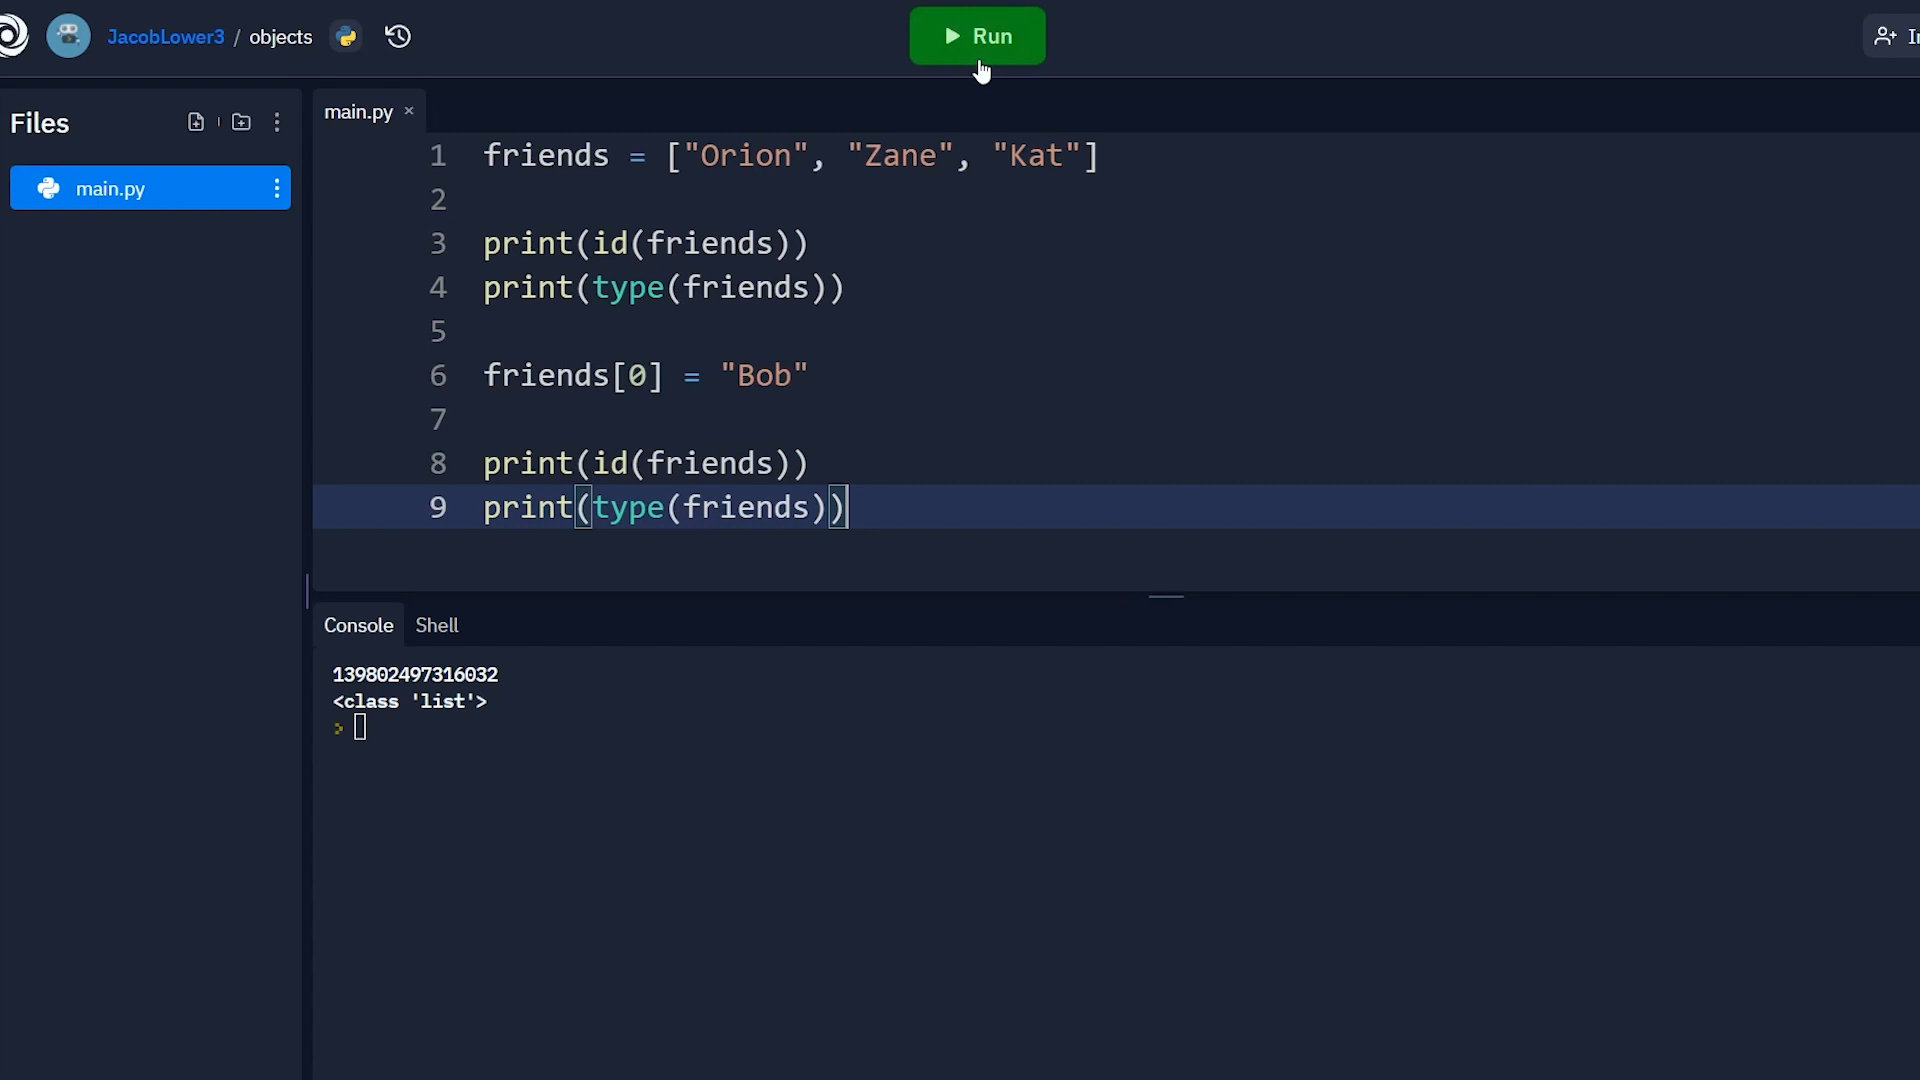 JacobLower3 / objects
Run
Files
main.py ×
main.py
1 friends = ["Orion", "Zane", "Kat"]
2
3 print(id(friends))
4 print(type(friends))
5
6 friends[0] = "Bob"
7
8 print(id(friends))
9 print(type(friends))
Console Shell
139802497316032
<class 'list'>
>